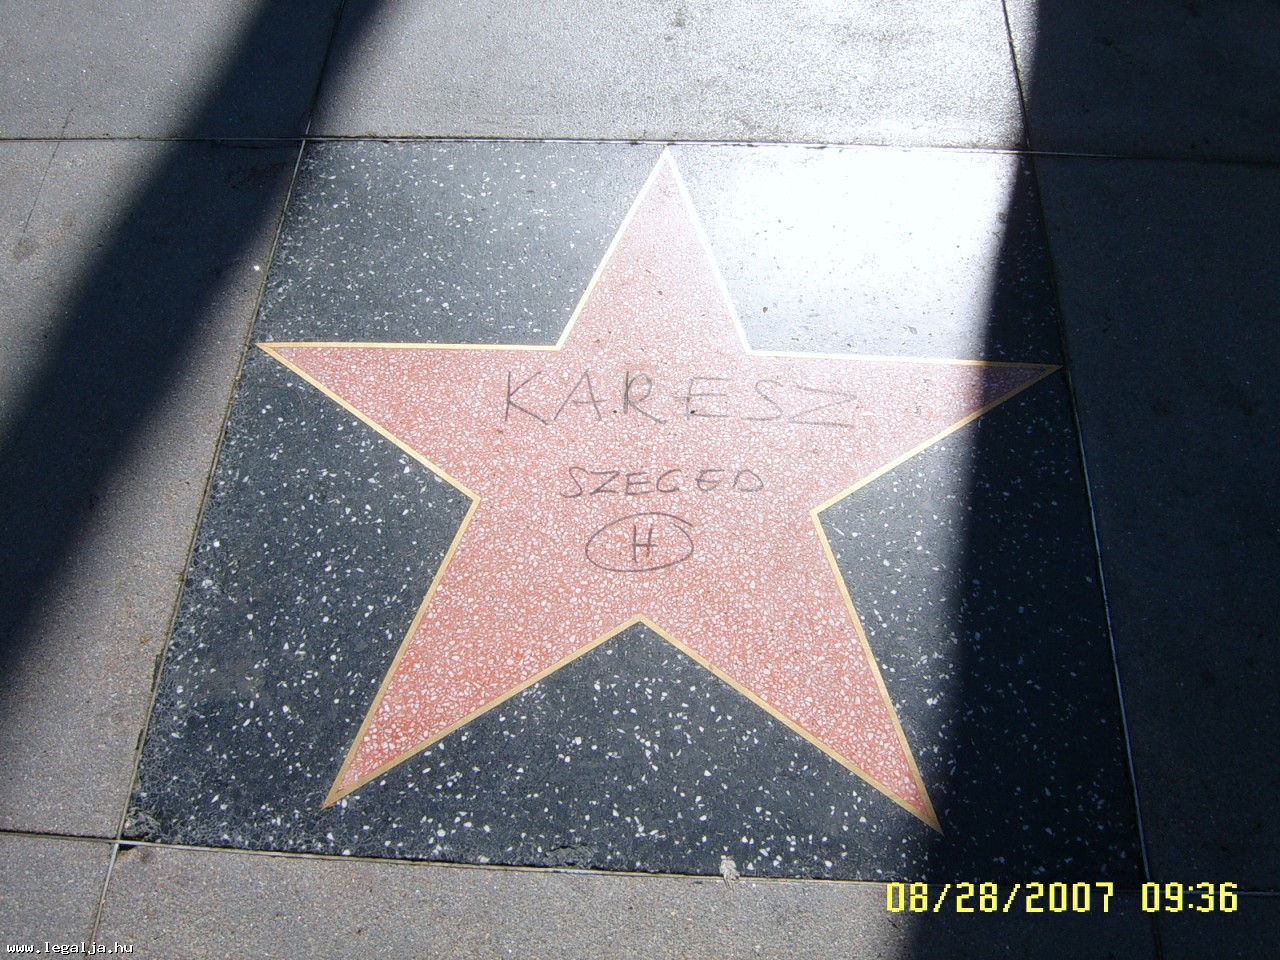 KARESZ
SZEGED
H
08/28/2007 09:36
www.legalja.hu